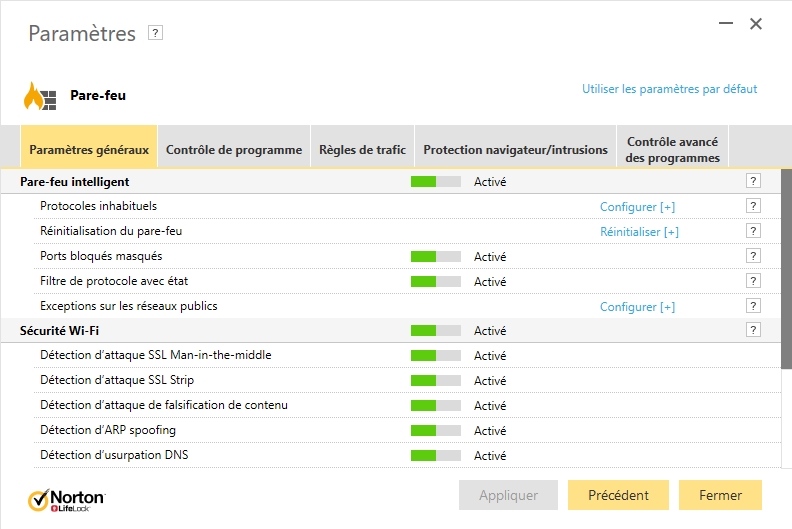 Paramètres ?
Pare-feu
Utiliser les paramètres par défaut
Paramètres généraux
Contrôle de programme
Règles de trafic
Protection navigateur/intrusions
Contrôle avancé
des programmes
Pare-feu intelligent Activé ?
Protocoles inhabituels Configurer [+] ?
Réinitialisation du pare-feu Réinitialiser [+] ?
Ports bloqués masqués Activé ?
Filtre de protocole avec état Activé ?
Exceptions sur les réseaux publics Configurer [+] ?
Sécurité Wi-Fi Activé ?
Détection d’attaque SSL Man-in-the-middle Activé
Détection d’attaque SSL Strip Activé
Détection d’attaque de falsification de contenu Activé
Détection d’ARP spoofing Activé
Détection d’usurpation DNS Activé
Norton
LifeLock
Appliquer
Précédent
Fermer